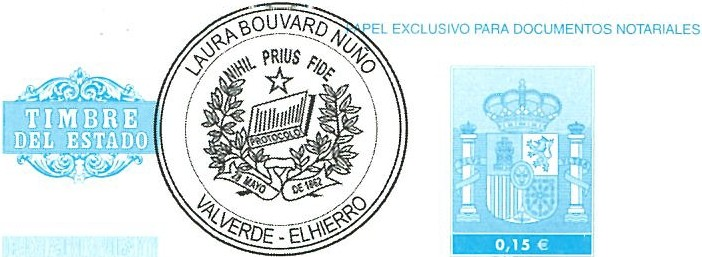 PAPEL EXCLUSIVO PARA DOCUMENTOS NOTARIALES
TIMBRE
DEL ESTADO
LAURA BOUVARD NUÑO
NIHIL PRIUS FIDE
PROTOCOLO
28 MAYO DE 1862
VALVERDE - ELHIERRO
0,15 €